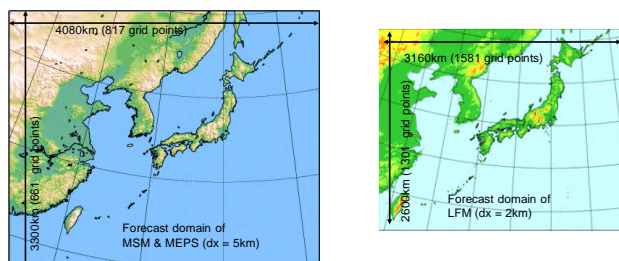 4080km (817 grid points)
3300km (661 grid points)
Forecast domain of
MSM & MEPS (dx = 5km)
3160km (1581 grid points)
2600km (1301 grid points)
Forecast domain of
LFM (dx = 2km)